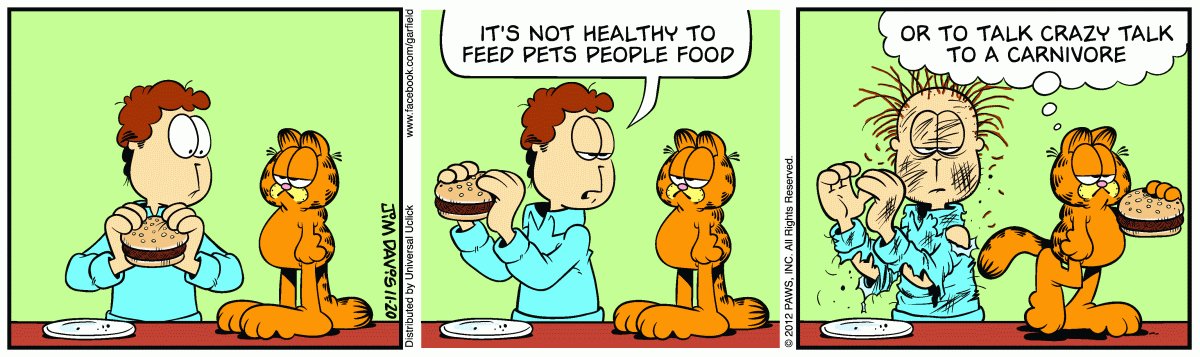 JIM DAVIS 11-20
www.facebook.com/garfield
Distributed by Universal Uclick
IT'S NOT HEALTHY TO
FEED PETS PEOPLE FOOD
© 2012 PAWS, INC. All Rights Reserved.
OR TO TALK CRAZY TALK
TO A CARNIVORE